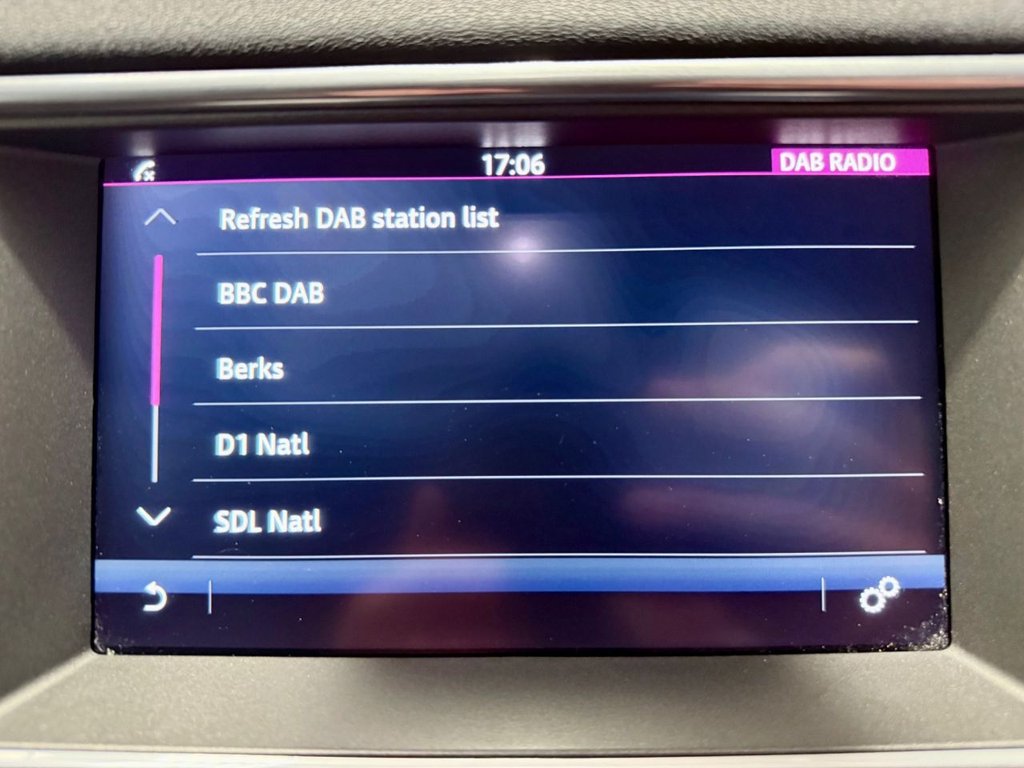 17:06
DAB RADIO
Refresh DAB station list
BBC DAB
Berks
D1 Natl
SDL Natl